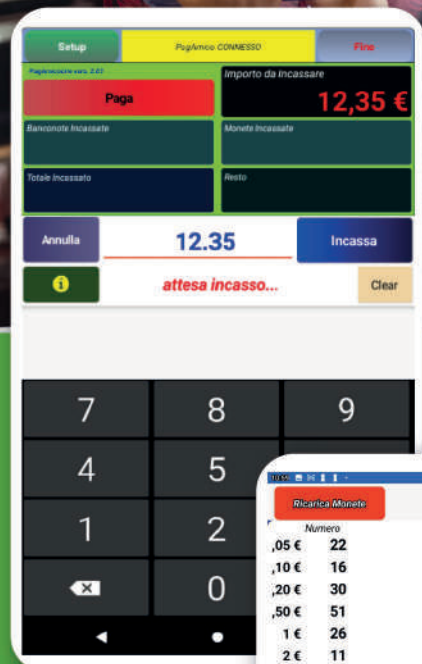 Setup
PagAmico CONNESSO
Fine
Importo da Incassare
Paga
12,35 €
Banconote Incassate
Monete Incassate
Totale Incassato
Resto
Annulla
12.35
Incassa
i
attesa incasso...
Clear
7
8
9
4
5
1
2
0
Ricarica Monete
Numero
,05 € 22
,10 € 16
,20 € 30
,50 € 51
1 € 26
2 € 11